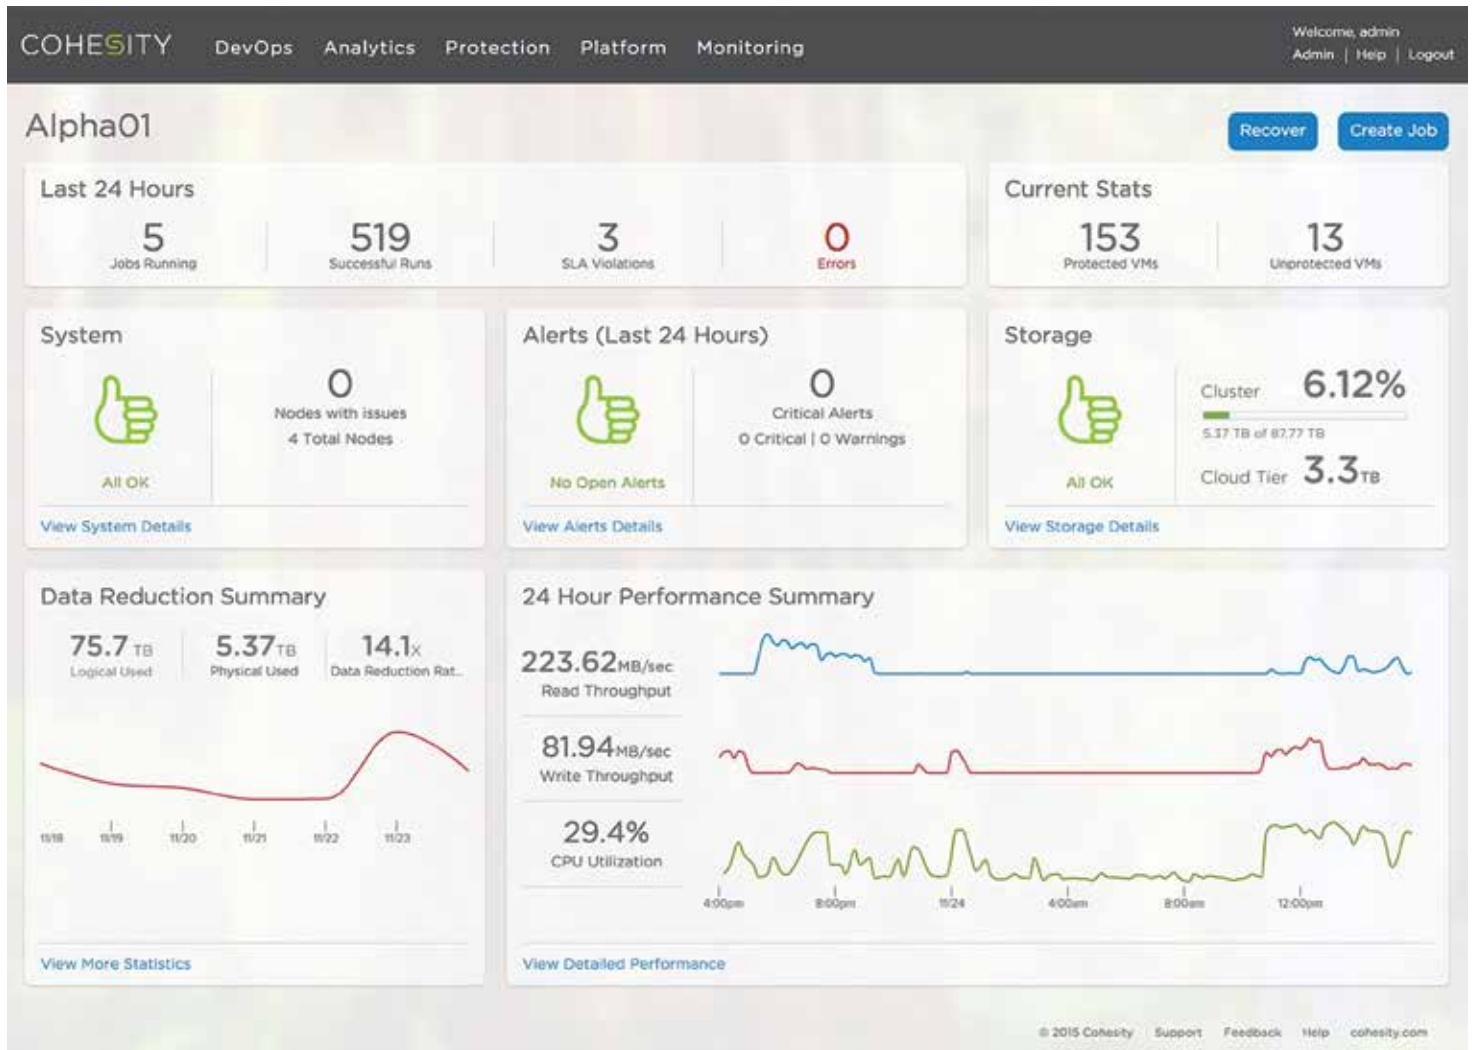 COHESITY DevOps Analytics Protection Platform Monitoring
Welcome, admin
Admin | Help | Logout
Alpha01
Recover
Create Job
Last 24 Hours
5
Jobs Running
519
Successful Runs
3
SLA Violations
0
Errors
Current Stats
153
Protected VMs
13
Unprotected VMs
System
All OK
0
Nodes with issues
4 Total Nodes
View System Details
Alerts (Last 24 Hours)
No Open Alerts
0
Critical Alerts
0 Critical | 0 Warnings
View Alerts Details
Storage
All OK
Cluster 6.12%
5.37 TB of 87.77 TB
Cloud Tier 3.3TB
View Storage Details
Data Reduction Summary
75.7 TB
Logical Used
5.37TB
Physical Used
14.1x
Data Reduction Rat...
11/18 11/19 11/20 11/21 11/22 11/23
View More Statistics
24 Hour Performance Summary
223.62MB/sec
Read Throughput
81.94MB/sec
Write Throughput
29.4%
CPU Utilization
4:00pm 8:00pm 11/24 4:00am 8:00am 12:00pm
View Detailed Performance
© 2015 Cohesity Support Feedback Help cohesity.com